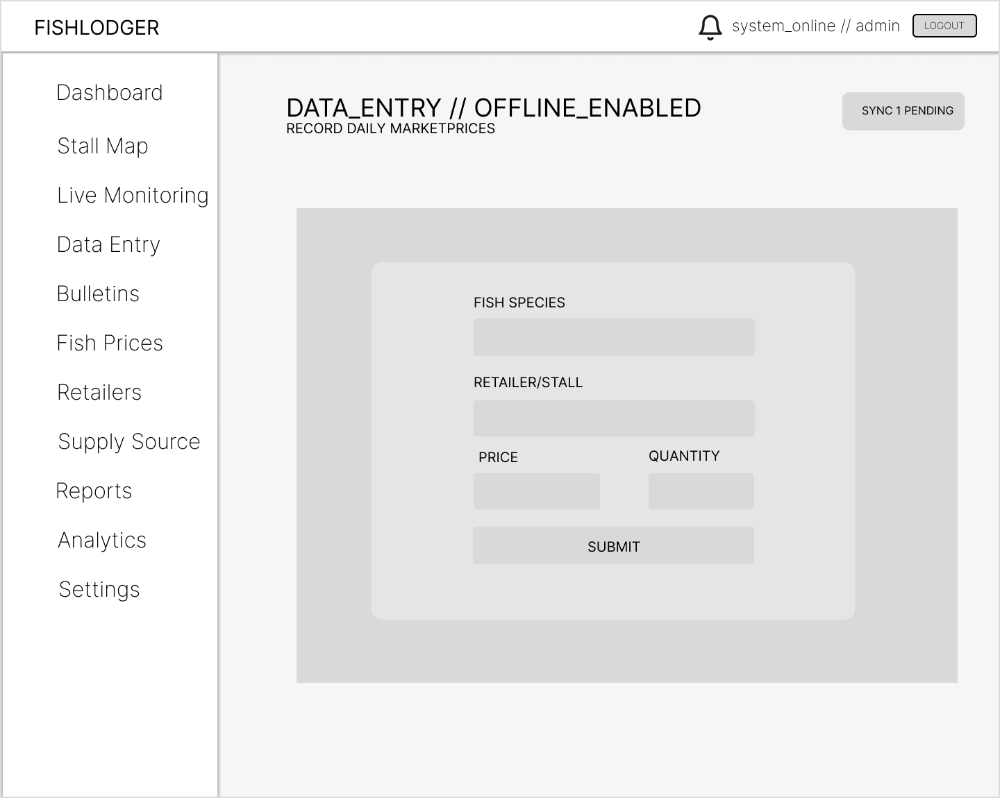 FISHLODGER
system_online // admin
LOGOUT
Dashboard
Stall Map
Live Monitoring
Data Entry
Bulletins
Fish Prices
Retailers
Supply Source
Reports
Analytics
Settings
DATA_ENTRY // OFFLINE_ENABLED
RECORD DAILY MARKETPRICES
SYNC 1 PENDING
FISH SPECIES
RETAILER/STALL
PRICE
QUANTITY
SUBMIT